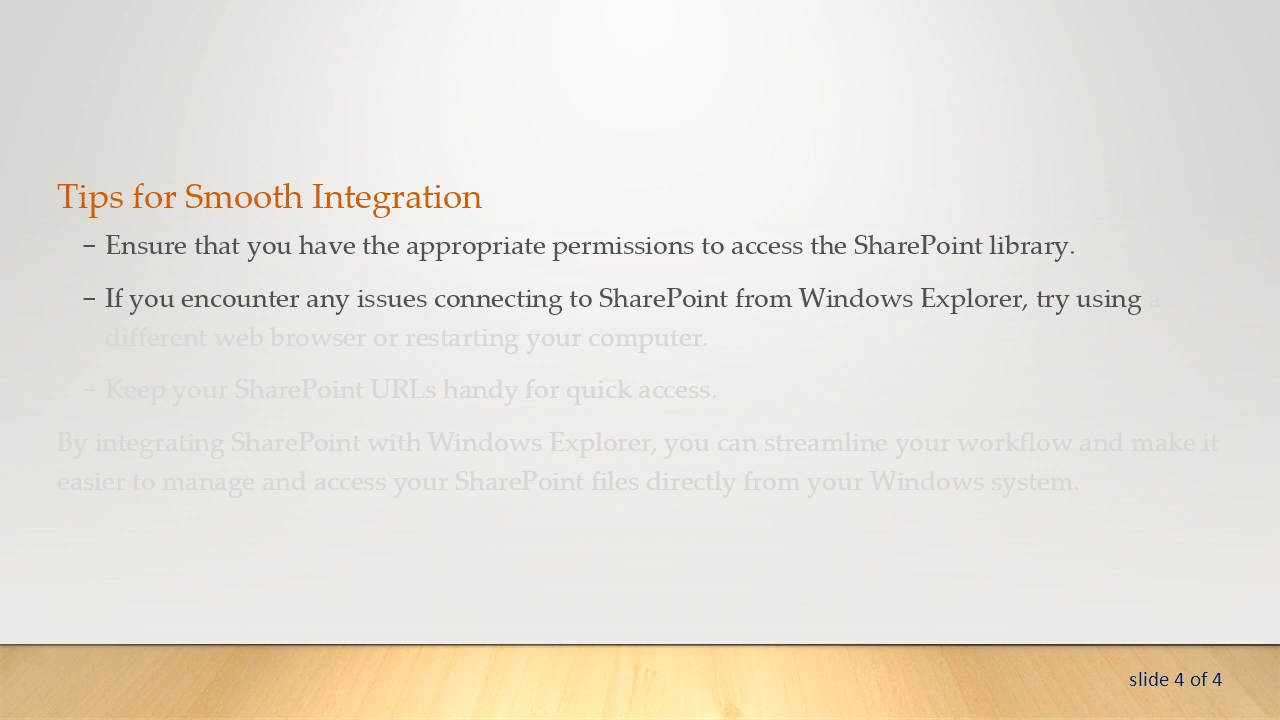 Tips for Smooth Integration
– Ensure that you have the appropriate permissions to access the SharePoint library.
– If you encounter any issues connecting to SharePoint from Windows Explorer, try using a
different web browser or restarting your computer.
– Keep your SharePoint URLs handy for quick access.
By integrating SharePoint with Windows Explorer, you can streamline your workflow and make it
easier to manage and access your SharePoint files directly from your Windows system.
slide 4 of 4